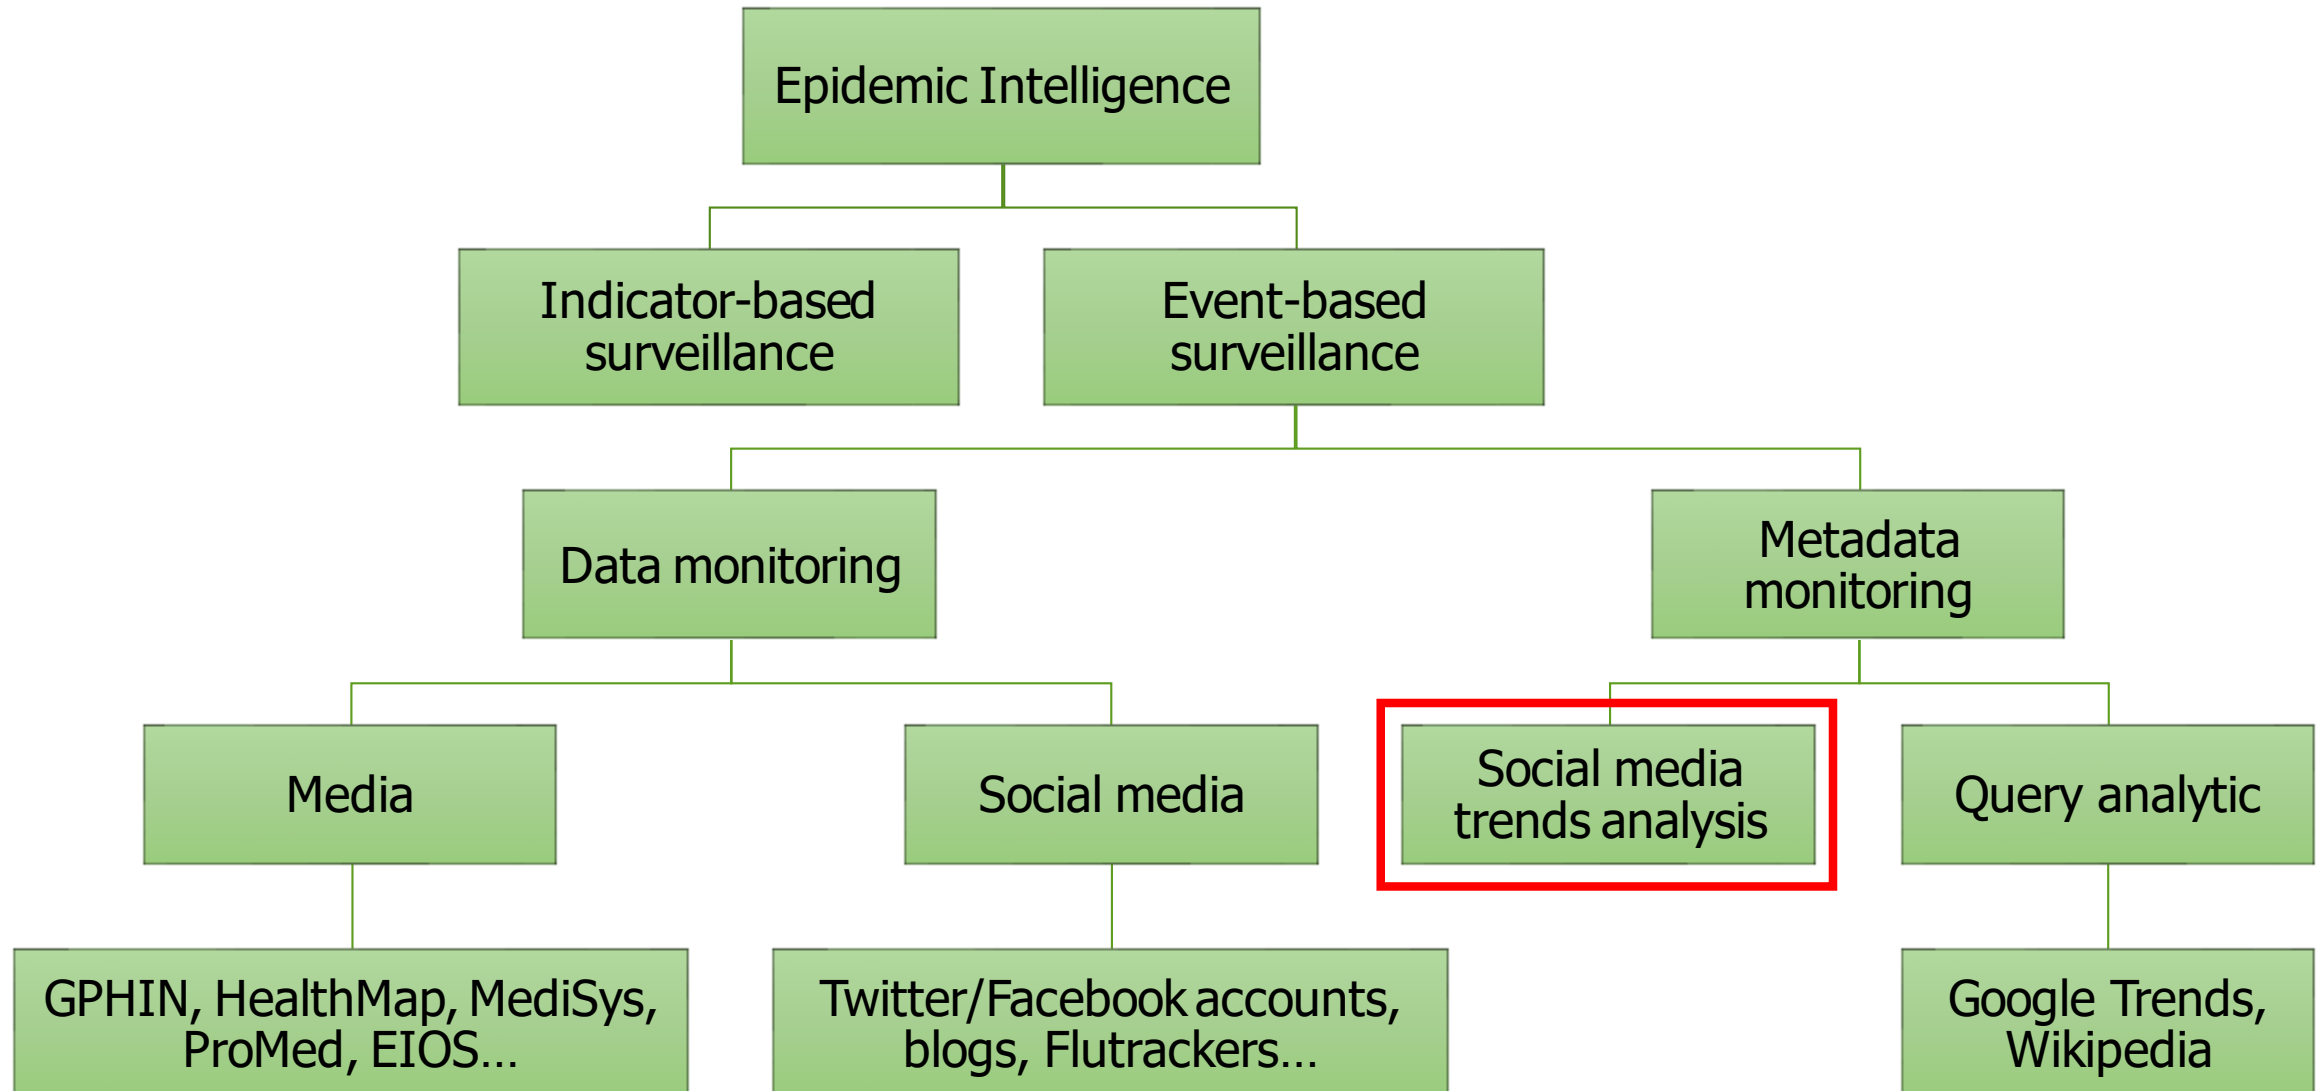 Epidemic Intelligence
Indicator-based
surveillance
Event-based
surveillance
Data monitoring
Metadata
monitoring
Media
Social media
Social media
trends analysis
Query analytic
GPHIN, HealthMap, MediSys,
ProMed, EIOS...
Twitter/Facebook accounts,
blogs, Flutrackers...
Google Trends,
Wikipedia